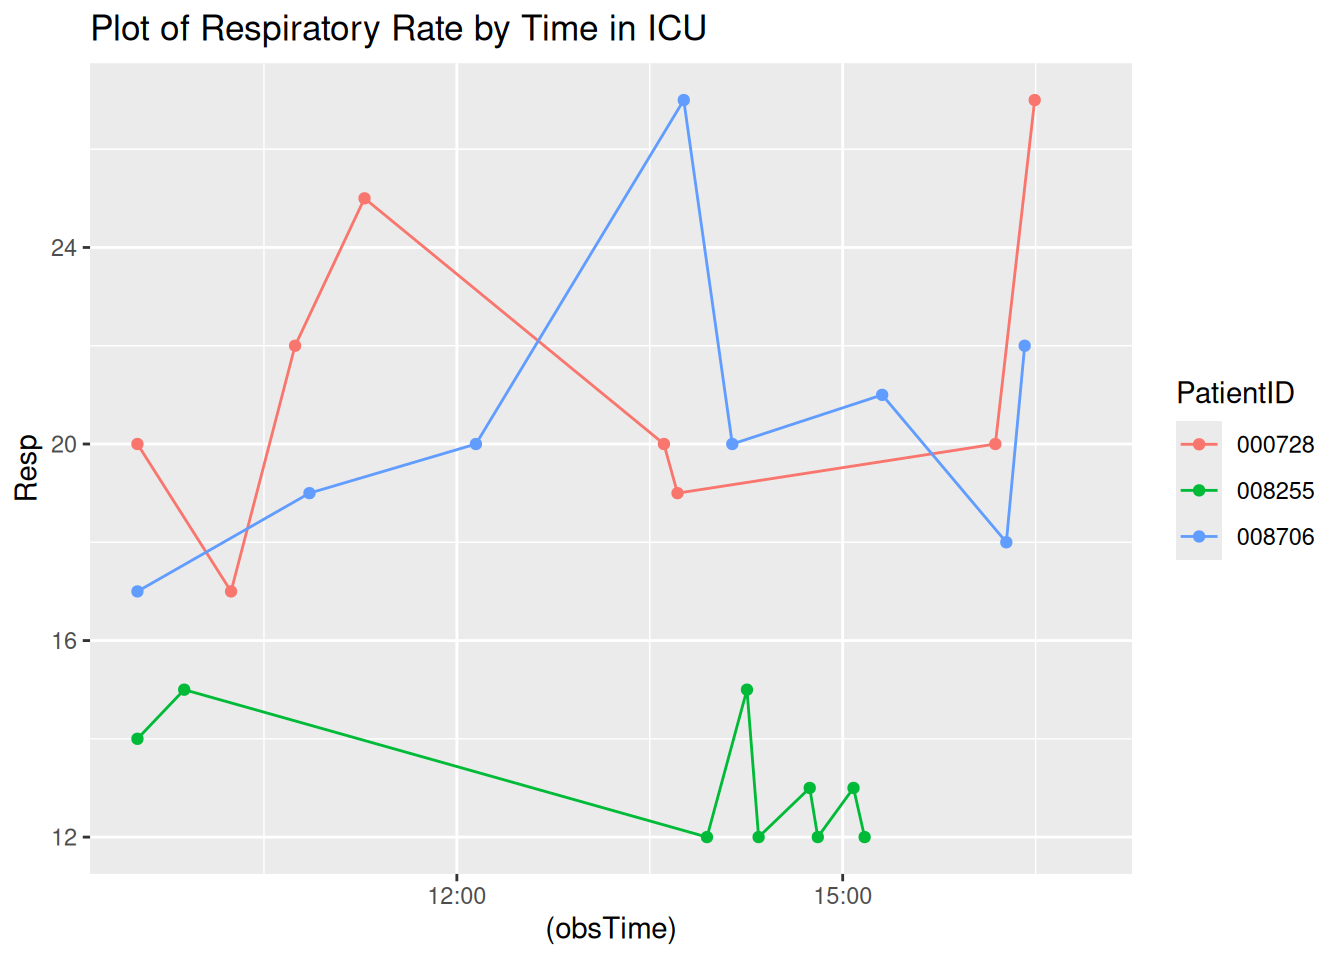 Plot of Respiratory Rate by Time in ICU
24
20
16
12
Resp
12:00
15:00
(obsTime)
PatientID
000728
008255
008706